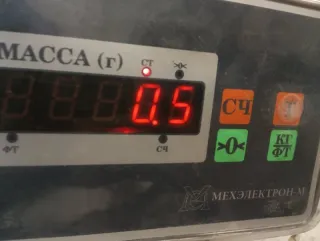 МАССА (г)
СТ
0.5
СЧ
>0<
КГ
ФТ
ФТ
СЧ
МЕХЭЛЕКТРОН-М